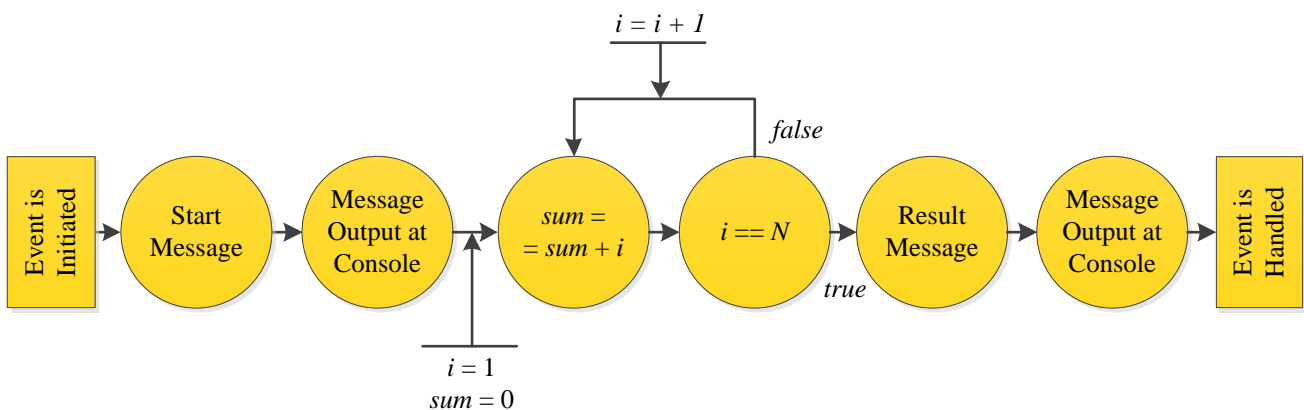 i = i + 1
false
Event is
Initiated
Start
Message
Message
Output at
Console
sum =
= sum + i
i == N
Result
Message
Message
Output at
Console
Event is
Handled
true
i = 1
sum = 0